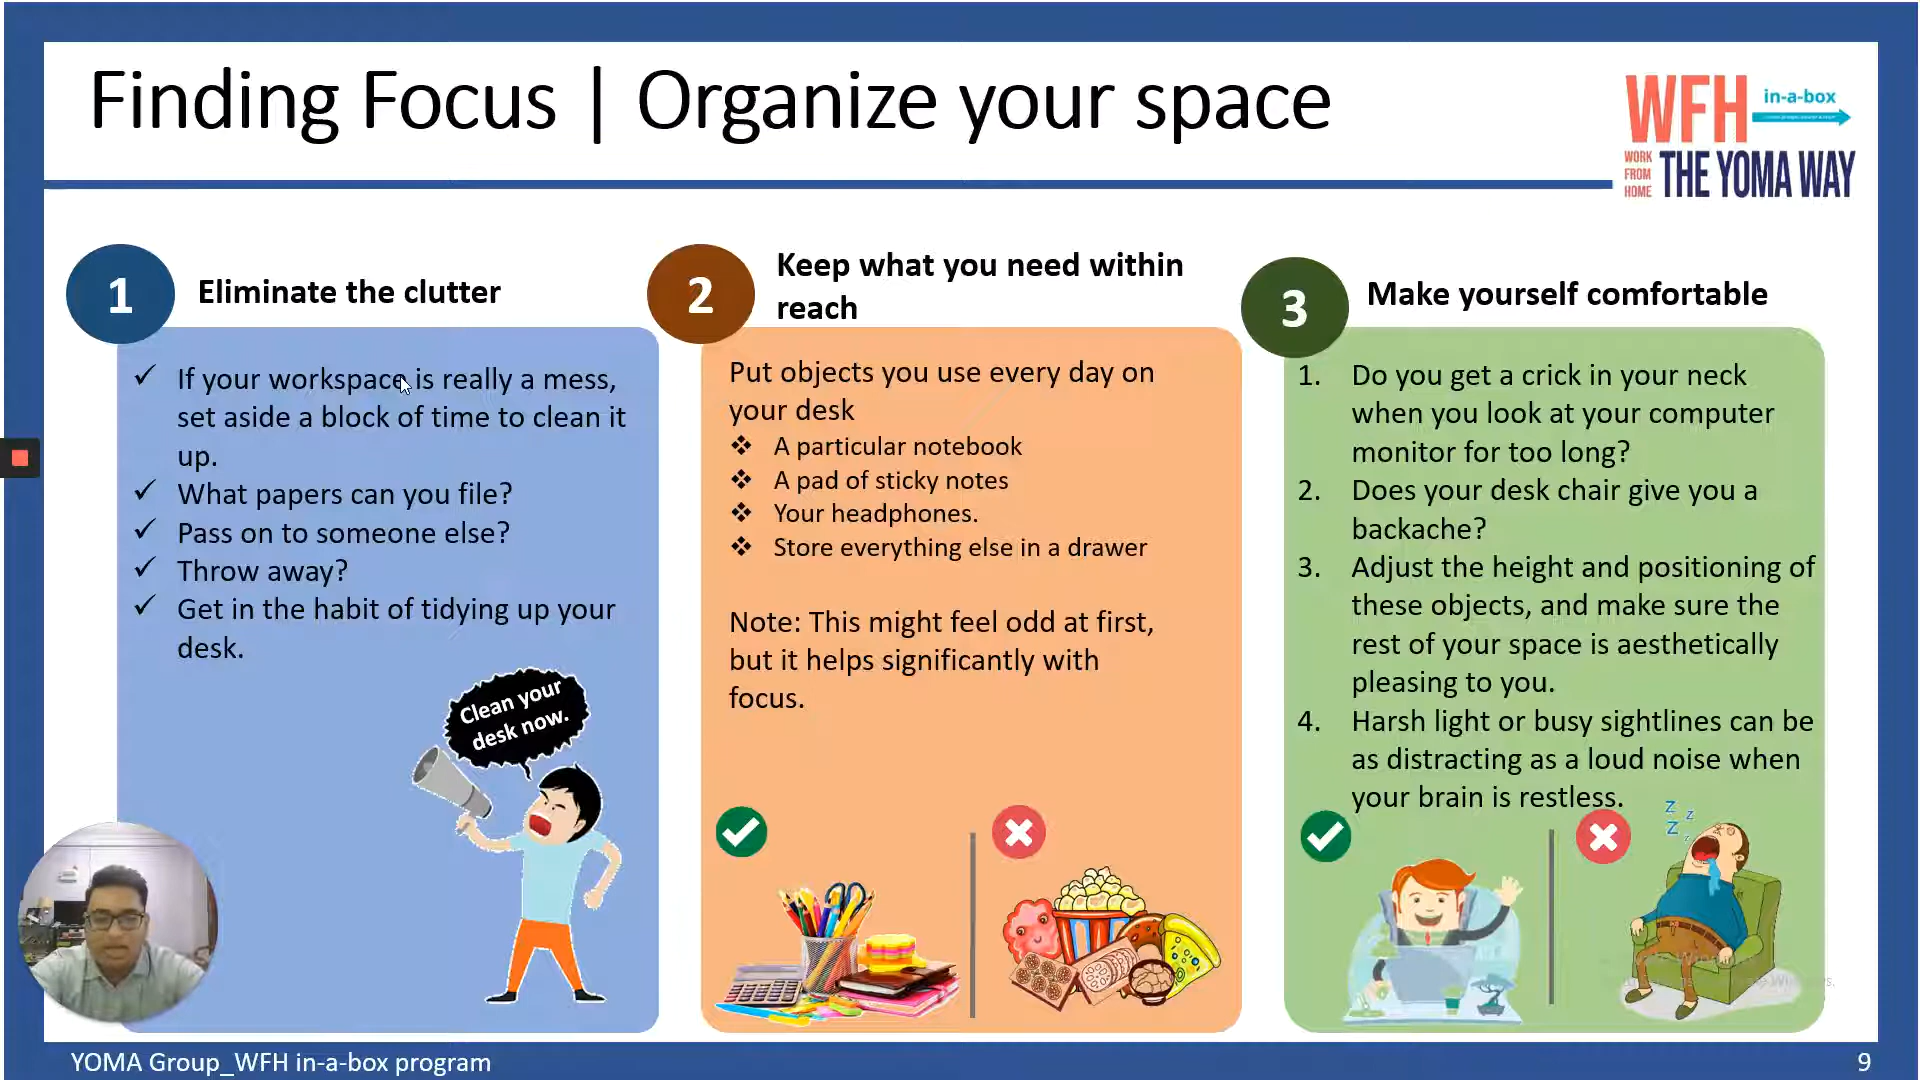 Finding Focus | Organize your space
WFH in-a-box
WORK FROM HOME THE YOMA WAY
1 Eliminate the clutter
✓ If your workspace is really a mess,
set aside a block of time to clean it
up.
✓ What papers can you file?
✓ Pass on to someone else?
✓ Throw away?
✓ Get in the habit of tidying up your
desk.
Clean your
desk now.
2 Keep what you need within
reach
Put objects you use every day on
your desk
❖ A particular notebook
❖ A pad of sticky notes
❖ Your headphones.
❖ Store everything else in a drawer
Note: This might feel odd at first,
but it helps significantly with
focus.
3 Make yourself comfortable
1. Do you get a crick in your neck
when you look at your computer
monitor for too long?
2. Does your desk chair give you a
backache?
3. Adjust the height and positioning of
these objects, and make sure the
rest of your space is aesthetically
pleasing to you.
4. Harsh light or busy sightlines can be
as distracting as a loud noise when
your brain is restless.
Z Z
Z z
YOMA Group_WFH in-a-box program
9